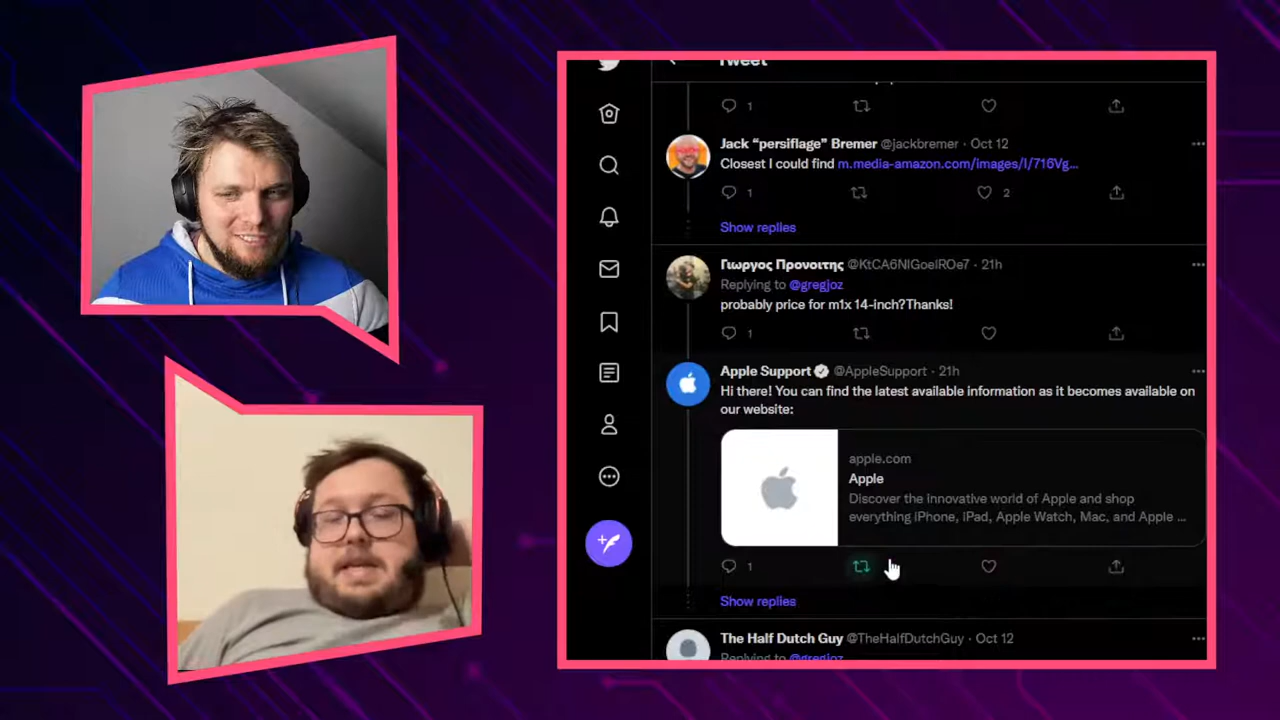 Tweet
1
Jack “persiflage” Bremer @jackbremer · Oct 12
Closest I could find m.media-amazon.com/images/I/716Vg...
1 2
Show replies
Γιωργος Προνοιτης @KtCA6NIGoeIROe7 · 21h
Replying to @gregjoz
probably price for m1x 14-inch?Thanks!
1
Apple Support @AppleSupport · 21h
Hi there! You can find the latest available information as it becomes available on
our website:
apple.com
Apple
Discover the innovative world of Apple and shop
everything iPhone, iPad, Apple Watch, Mac, and Apple ...
1
Show replies
The Half Dutch Guy @TheHalfDutchGuy · Oct 12
Replying to @gregjoz